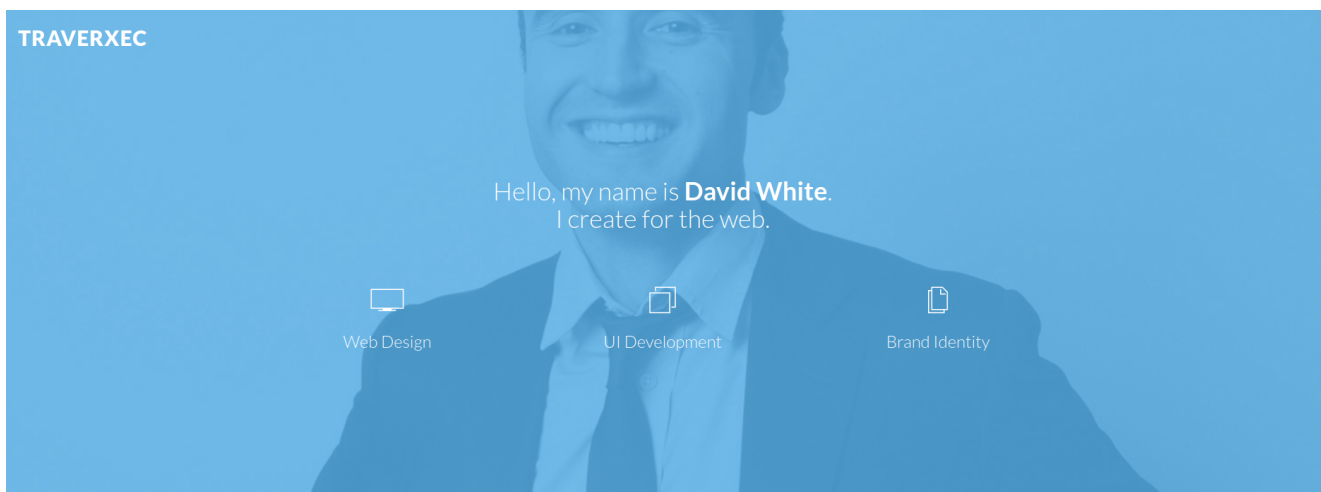 TRAVERXEC
Hello, my name is David White.
I create for the web.
Web Design
UI Development
Brand Identity